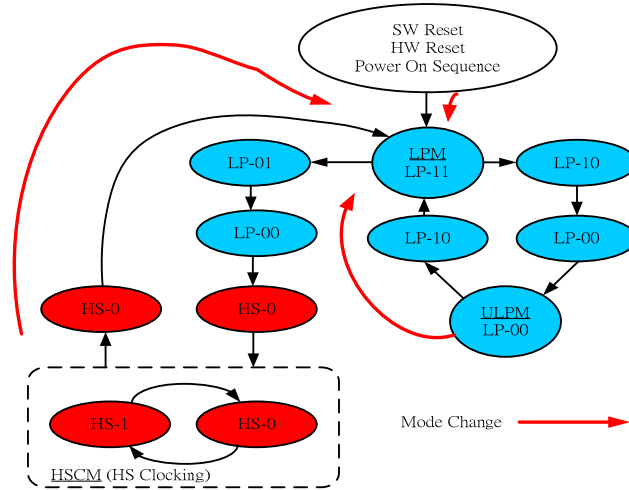 SW Reset
HW Reset
Power On Sequence
LPM
LP-11
LP-01
LP-10
LP-00
LP-10
LP-00
HS-0
HS-0
ULPM
LP-00
HS-1
HS-0
HSCM (HS Clocking)
Mode Change